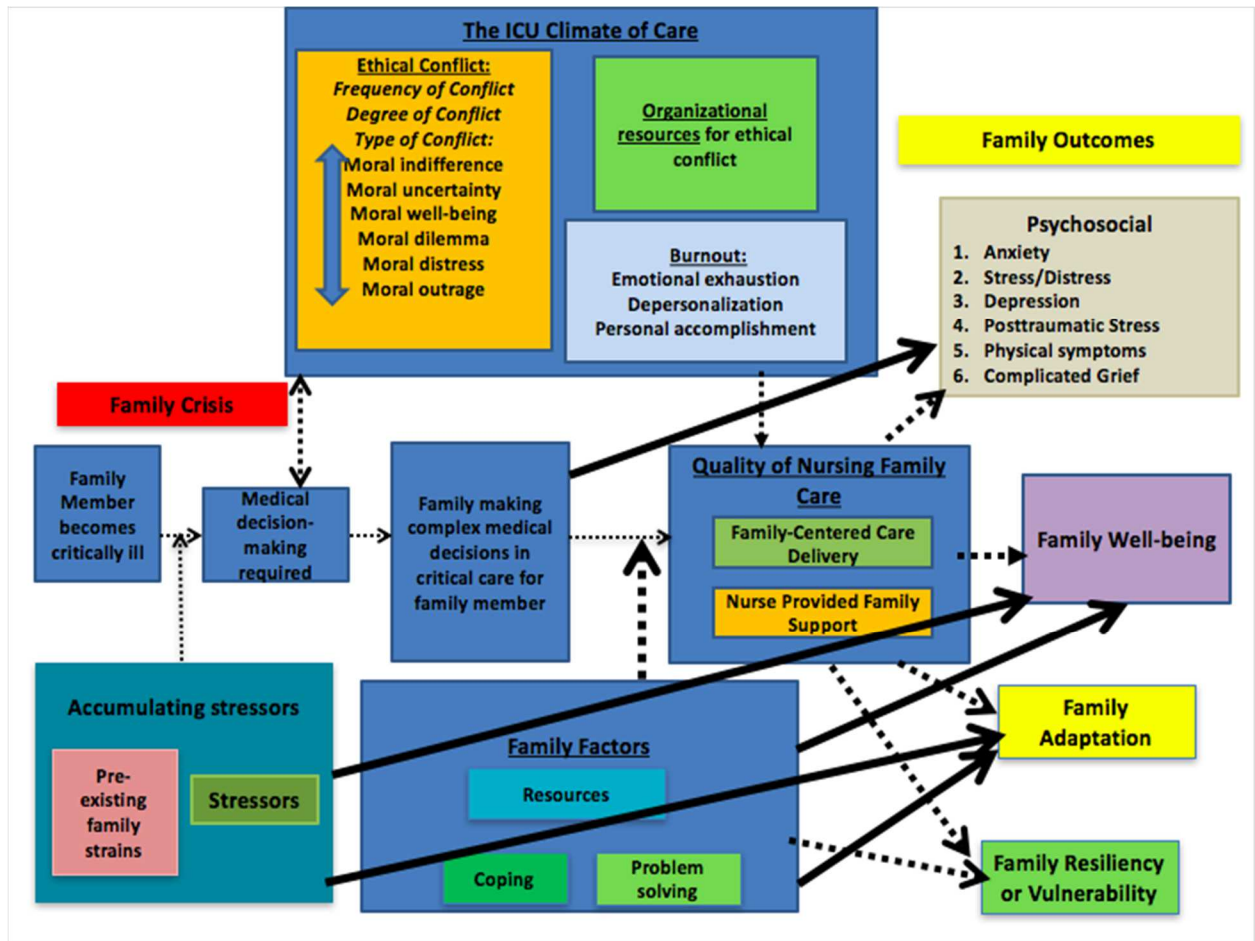 The ICU Climate of Care
Ethical Conflict:
Frequency of Conflict
Degree of Conflict
Type of Conflict:
Moral indifference
Moral uncertainty
Moral well-being
Moral dilemma
Moral distress
Moral outrage
Organizational
resources for ethical
conflict
Burnout:
Emotional exhaustion
Depersonalization
Personal accomplishment
Family Outcomes
Psychosocial
1. Anxiety
2. Stress/Distress
3. Depression
4. Posttraumatic Stress
5. Physical symptoms
6. Complicated Grief
Family Crisis
Family
Member
becomes
critically ill
Medical
decision-
making
required
Family making
complex medical
decisions in
critical care for
family member
Quality of Nursing Family
Care
Family-Centered Care
Delivery
Nurse Provided Family
Support
Family Well-being
Accumulating stressors
Pre-
existing
family
strains
Stressors
Family Factors
Resources
Coping
Problem
solving
Family
Adaptation
Family Resiliency
or Vulnerability